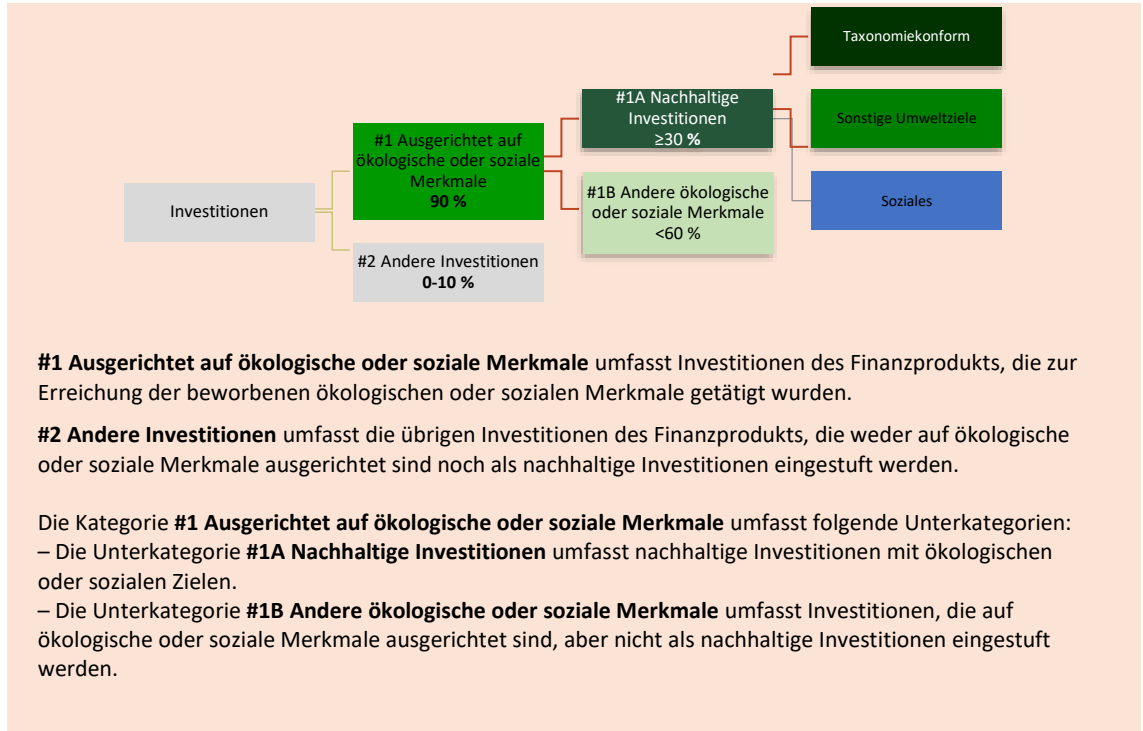 Taxonomiekonform
#1A Nachhaltige
Investitionen
≥30 %
Sonstige Umweltziele
#1 Ausgerichtet auf
ökologische oder soziale
Merkmale
90 %
#1B Andere ökologische
oder soziale Merkmale
<60 %
Soziales
Investitionen
#2 Andere Investitionen
0-10 %
#1 Ausgerichtet auf ökologische oder soziale Merkmale umfasst Investitionen des Finanzprodukts, die zur
Erreichung der beworbenen ökologischen oder sozialen Merkmale getätigt wurden.
#2 Andere Investitionen umfasst die übrigen Investitionen des Finanzprodukts, die weder auf ökologische
oder soziale Merkmale ausgerichtet sind noch als nachhaltige Investitionen eingestuft werden.
Die Kategorie #1 Ausgerichtet auf ökologische oder soziale Merkmale umfasst folgende Unterkategorien:
– Die Unterkategorie #1A Nachhaltige Investitionen umfasst nachhaltige Investitionen mit ökologischen
oder sozialen Zielen.
– Die Unterkategorie #1B Andere ökologische oder soziale Merkmale umfasst Investitionen, die auf
ökologische oder soziale Merkmale ausgerichtet sind, aber nicht als nachhaltige Investitionen eingestuft
werden.